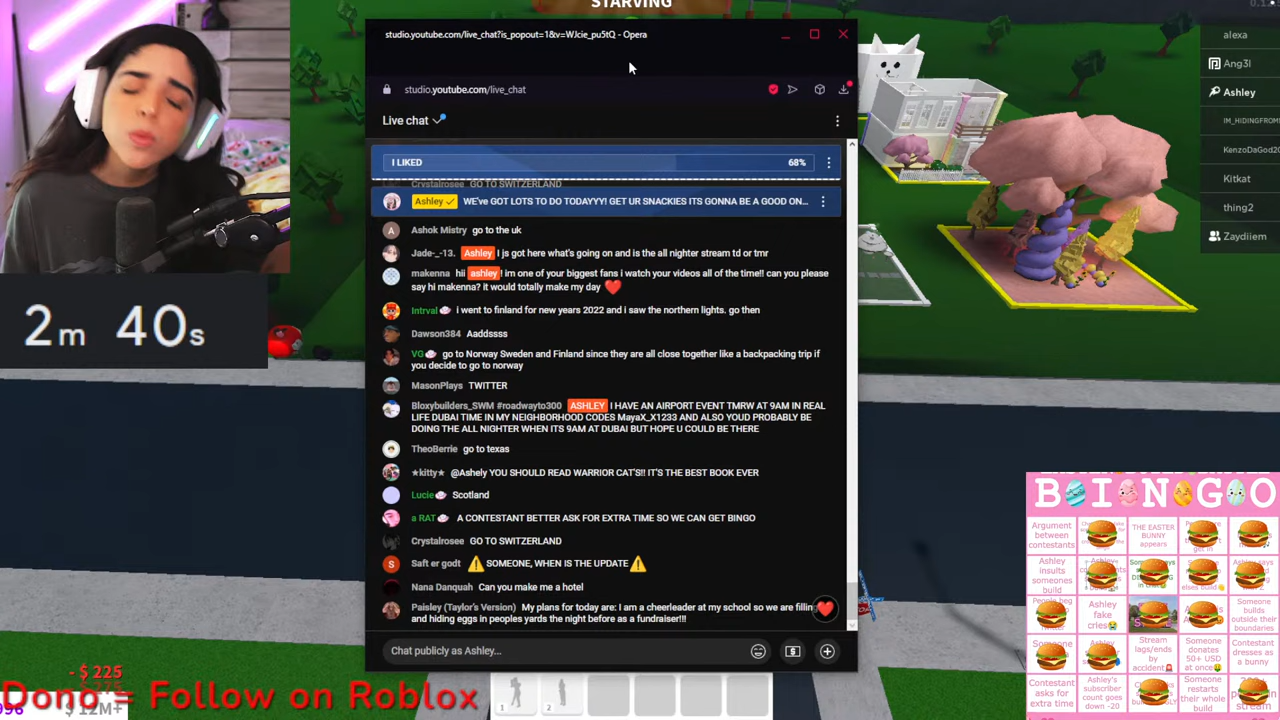 STARVING
studio.youtube.com/live_chat?is_popout=1&v=WJcie_pu5tQ - Opera
studio.youtube.com/live_chat
Live chat
I LIKED 68%
Crystalrosee GO TO SWITZERLAND
Ashley WE've GOT LOTS TO DO TODAYYY! GET UR SNACKIES ITS GONNA BE A GOOD ON...
Ashok Mistry go to the uk
Jade-_-13. Ashley I js got here what's going on and is the all nighter stream td or tmr
makenna hii ashley ! im one of your biggest fans i watch your videos all of the time!! can you please
say hi makenna? it would totally make my day ❤️
Intrval i went to finland for new years 2022 and i saw the northern lights. go then
Dawson384 Aaddssss
VG go to Norway Sweden and Finland since they are all close together like a backpacking trip if
you decide to go to norway
MasonPlays TWITTER
Bloxybuilders_SWM #roadwayto300 ASHLEY I HAVE AN AIRPORT EVENT TMRW AT 9AM IN REAL
LIFE DUBAI TIME IN MY NEIGHBORHOOD CODES MayaX_X1233 AND ALSO YOUD PROBABLY BE
DOING THE ALL NIGHTER WHEN ITS 9AM AT DUBAI BUT HOPE U COULD BE THERE
TheoBerrie go to texas
★kitty★ @Ashely YOU SHOULD READ WARRIOR CAT'S!! IT'S THE BEST BOOK EVER
Lucie Scotland
a RAT A CONTESTANT BETTER ASK FOR EXTRA TIME SO WE CAN GET BINGO
Crystalrosee GO TO SWITZERLAND
Saft er godt ⚠️ SOMEONE, WHEN IS THE UPDATE ⚠️
Nana Danquah Can you make me a hotel
Paisley (Taylor's Version) My plans for today are: I am a cheerleader at my school so we are filling
and hiding eggs in peoples yards the night before as a fundraiser!!!
Chat publicly as Ashley...
2m 40s
alexa
Ang3l
Ashley
IM_HIDINGFROM
KenzoDaGod20
Kitkat
thing2
Zaydiiem
BINGO
Argument between contestants
THE EASTER BUNNY appears
Ashley insults someones build
Ashley fake cries😭
Someone builds outside their boundaries
Stream lags/ends by accident🚨
Someone donates 50+ USD at once
Contestant dresses as a bunny
Contestant asks for extra time
Ashley's subscriber count goes down -20
Someone restarts their whole build
stream
- $ 225
Dono = Follow on Roblox
$ 12M+